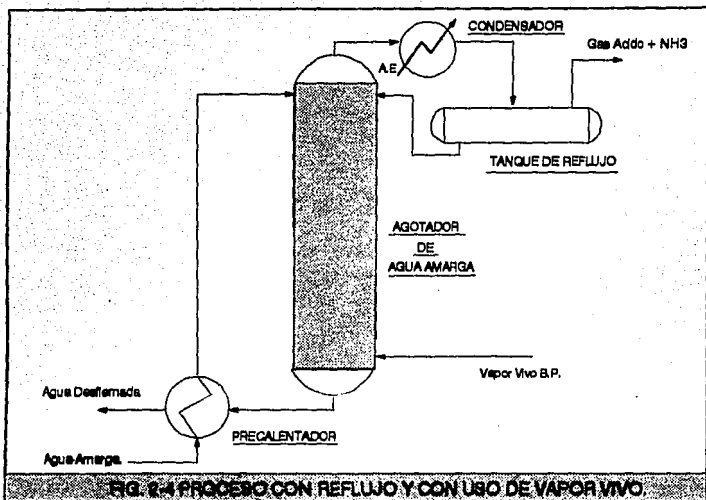 CONDENSADOR
Gas Acido + NH3
A.E
TANQUE DE REFLUJO
AGOTADOR
DE
AGUA AMARGA
Vapor Vivo B.P.
Agua Desflemada
PRECALENTADOR
Agua Amarga
FIG. 2-4 PROCESO CON REFLUJO Y CON USO DE VAPOR VIVO